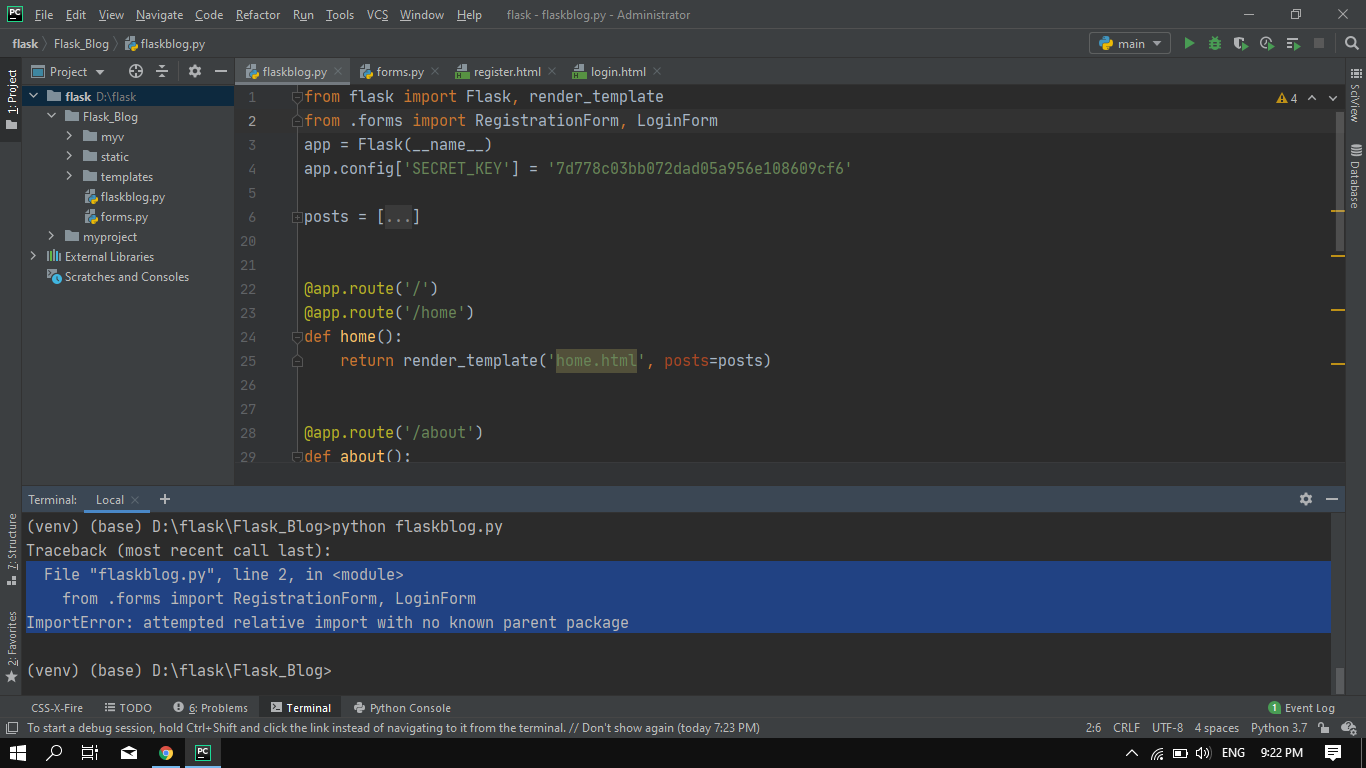 PC File Edit View Navigate Code Refactor Run Tools VCS Window Help flask - flaskblog.py - Administrator
flask Flask_Blog flaskblog.py main
Project flaskblog.py forms.py register.html login.html
1: Project
flask D:\flask
Flask_Blog
myv
static
templates
flaskblog.py
forms.py
myproject
External Libraries
Scratches and Consoles
1 from flask import Flask, render_template
2 from .forms import RegistrationForm, LoginForm
3 app = Flask(__name__)
4 app.config['SECRET_KEY'] = '7d778c03bb072dad05a956e108609cf6'
5
6 posts = [...]
20
21
22 @app.route('/')
23 @app.route('/home')
24 def home():
25 return render_template('home.html', posts=posts)
26
27
28 @app.route('/about')
29 def about():
4
SciView
Database
Terminal: Local +
(venv) (base) D:\flask\Flask_Blog>python flaskblog.py
Traceback (most recent call last):
File "flaskblog.py", line 2, in <module>
from .forms import RegistrationForm, LoginForm
ImportError: attempted relative import with no known parent package
(venv) (base) D:\flask\Flask_Blog>
7: Structure
2: Favorites
CSS-X-Fire TODO 6: Problems Terminal Python Console 1 Event Log
To start a debug session, hold Ctrl+Shift and click the link instead of navigating to it from the terminal. // Don't show again (today 7:23 PM) 2:6 CRLF UTF-8 4 spaces Python 3.7
PC ENG 9:22 PM